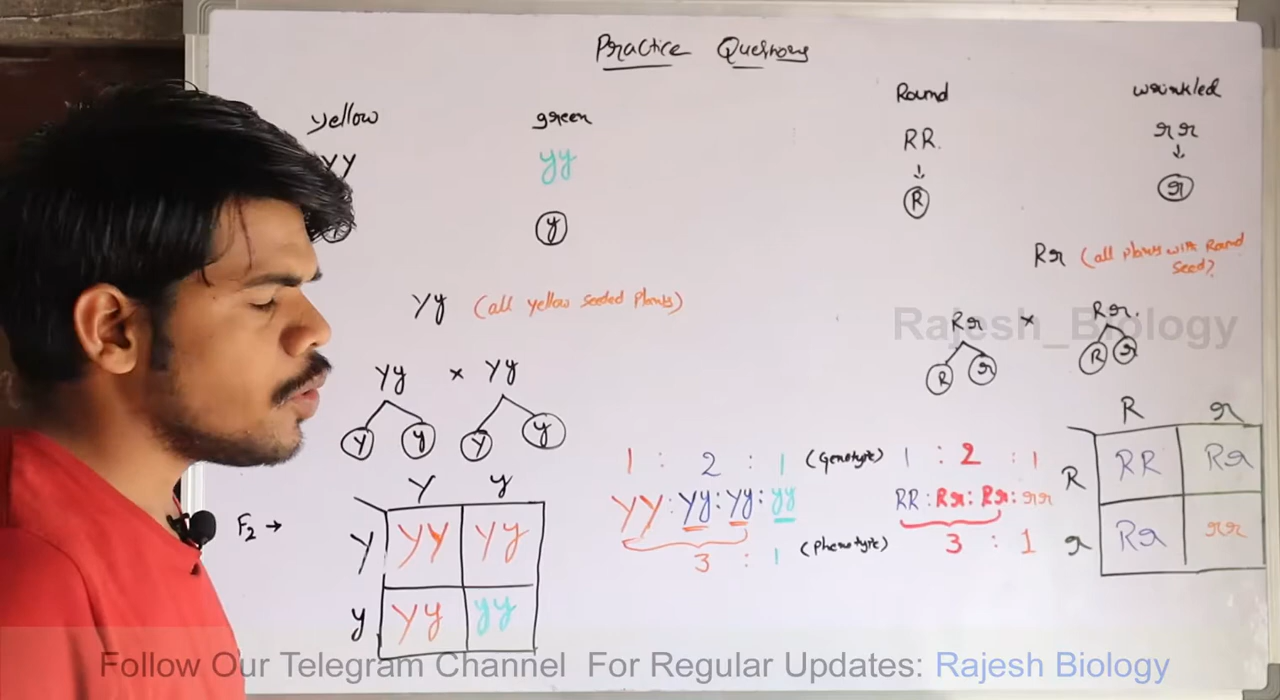 Practice Questions
yellow green Round wrinkled
YY yy RR. rr
y R r
Rr (all plants with Round
Seed)
Yy (all yellow seeded Plants)
Rajesh_Biology
Rr × Rr.
R r R r
Yy × Yy
Y y Y y
R r
1 : 2 : 1 (Genotype) 1 : 2 : 1
R RR Rr
Y y
YY : Yy : Yy : yy RR : Rr : Rr : rr
F2 → Y YY Yy
3 : 1 (Phenotype) 3 : 1
r Rr rr
y Yy yy
Follow Our Telegram Channel For Regular Updates: Rajesh Biology